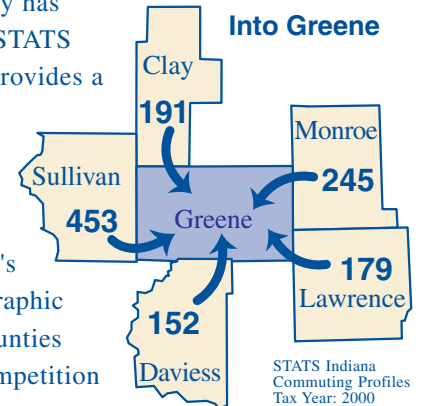 y has
STATS
rovides a
's
raphic
unties
mpetition
Into Greene
Clay
191
Monroe
245
Sullivan
453
Greene
179
Lawrence
152
Daviess
STATS Indiana
Commuting Profiles
Tax Year: 2000